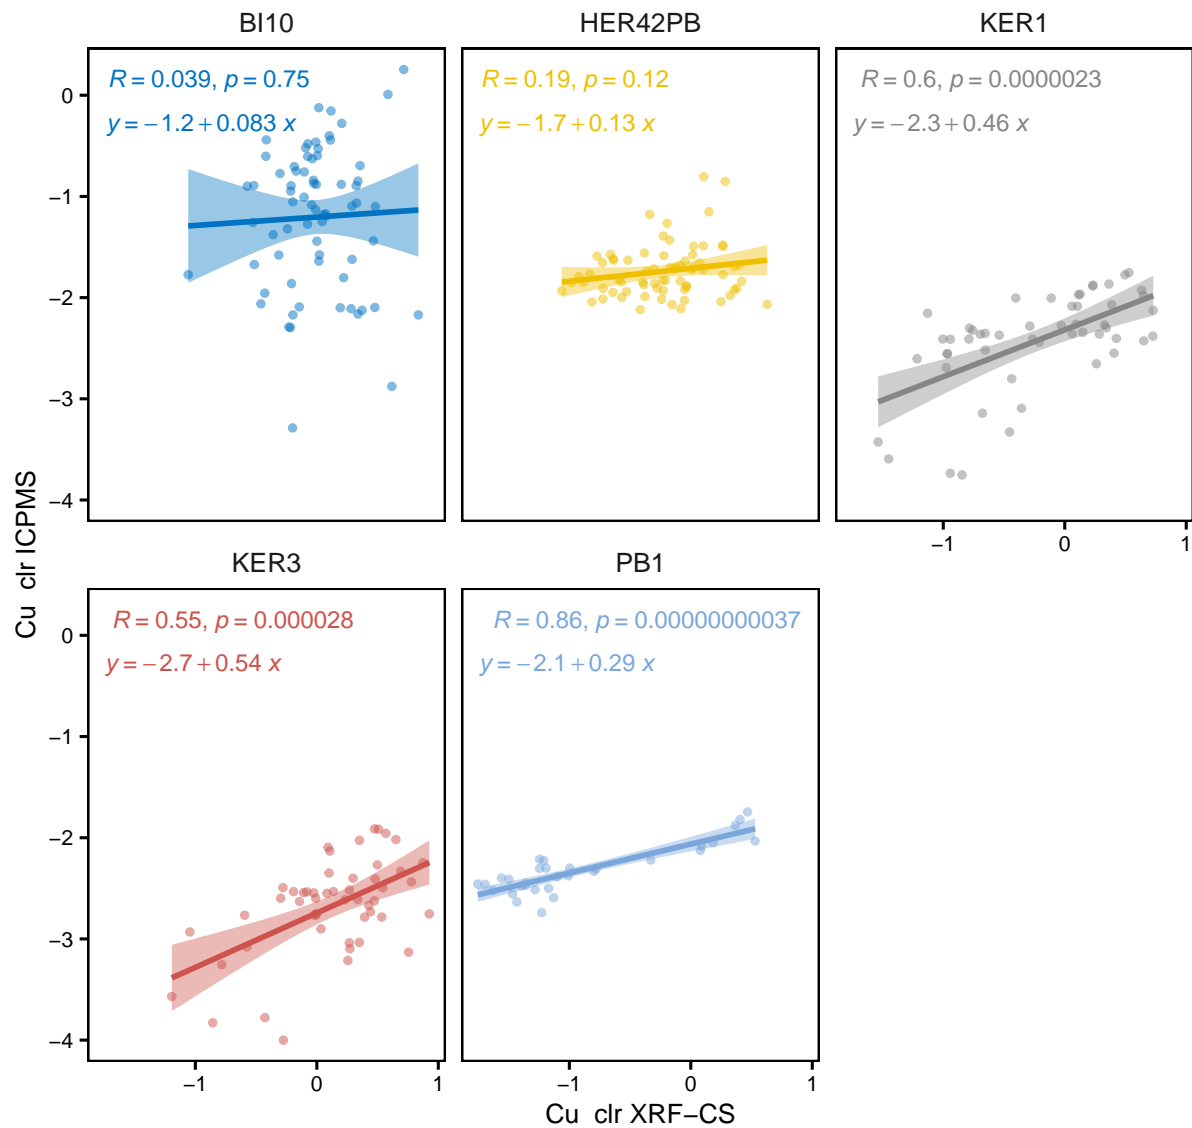 BI10
HER42PB
KER1
R = 0.039, p = 0.75
y = −1.2 + 0.083 x
R = 0.19, p = 0.12
y = −1.7 + 0.13 x
R = 0.6, p = 0.0000023
y = −2.3 + 0.46 x
0
−1
−2
−3
−4
−1 0 1
KER3
PB1
R = 0.55, p = 0.000028
y = −2.7 + 0.54 x
R = 0.86, p = 0.00000000037
y = −2.1 + 0.29 x
0
−1
−2
−3
−4
−1 0 1
−1 0 1
Cu clr XRF−CS
Cu clr ICPMS